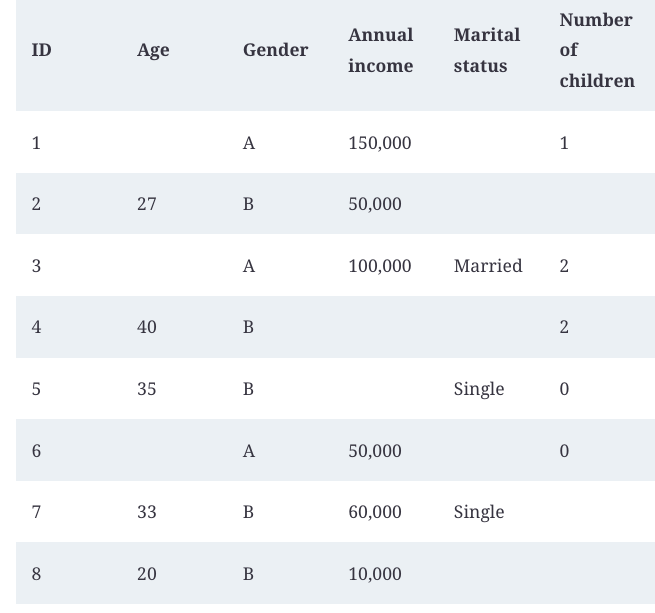 ID Age Gender Annual income Marital status Number of children
1 A 150,000 1
2 27 B 50,000
3 A 100,000 Married 2
4 40 B 2
5 35 B Single 0
6 A 50,000 0
7 33 B 60,000 Single
8 20 B 10,000